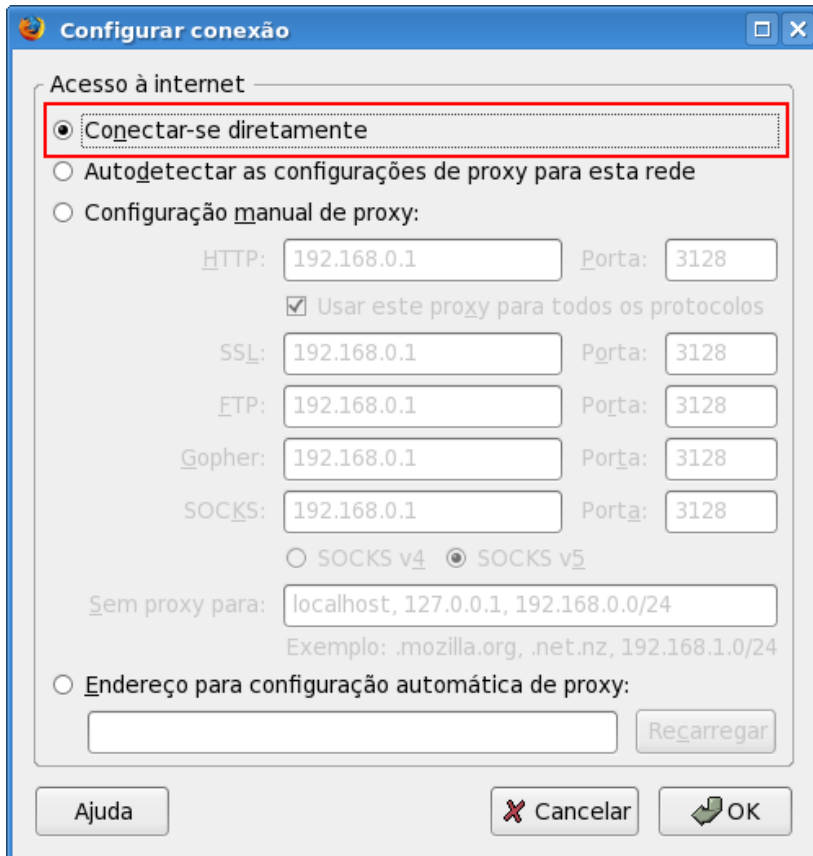 Configurar conexão
Acesso à internet
Conectar-se diretamente
Autodetectar as configurações de proxy para esta rede
Configuração manual de proxy:
HTTP: 192.168.0.1 Porta: 3128
Usar este proxy para todos os protocolos
SSL: 192.168.0.1 Porta: 3128
FTP: 192.168.0.1 Porta: 3128
Gopher: 192.168.0.1 Porta: 3128
SOCKS: 192.168.0.1 Porta: 3128
SOCKS v4 SOCKS v5
Sem proxy para: localhost, 127.0.0.1, 192.168.0.0/24
Exemplo: .mozilla.org, .net.nz, 192.168.1.0/24
Endereço para configuração automática de proxy:
Recarregar
Ajuda Cancelar OK